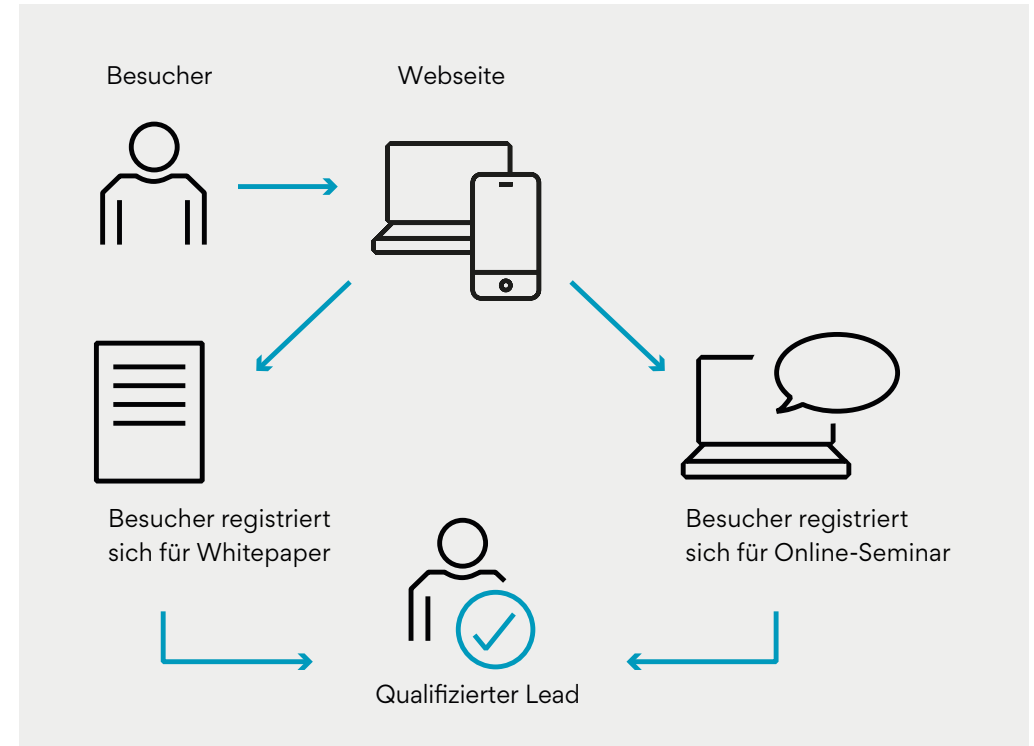 Besucher
Webseite
Besucher registriert
sich für Whitepaper
Besucher registriert
sich für Online-Seminar
Qualifizierter Lead